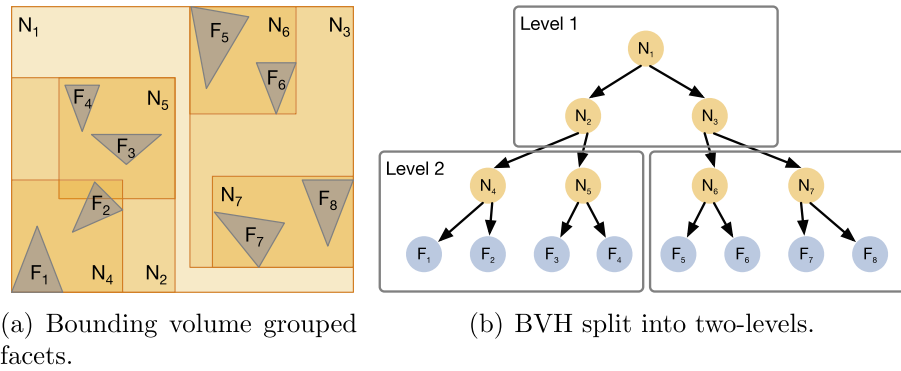 N₁
F₅
N₆
N₃
F₆
F₄
N₅
F₃
F₂
N₇
F₈
F₇
F₁
N₄
N₂
Level 1
N₁
N₂
N₃
Level 2
N₄
N₅
N₆
N₇
F₁
F₂
F₃
F₄
F₅
F₆
F₇
F₈
(a) Bounding volume grouped
facets.
(b) BVH split into two-levels.